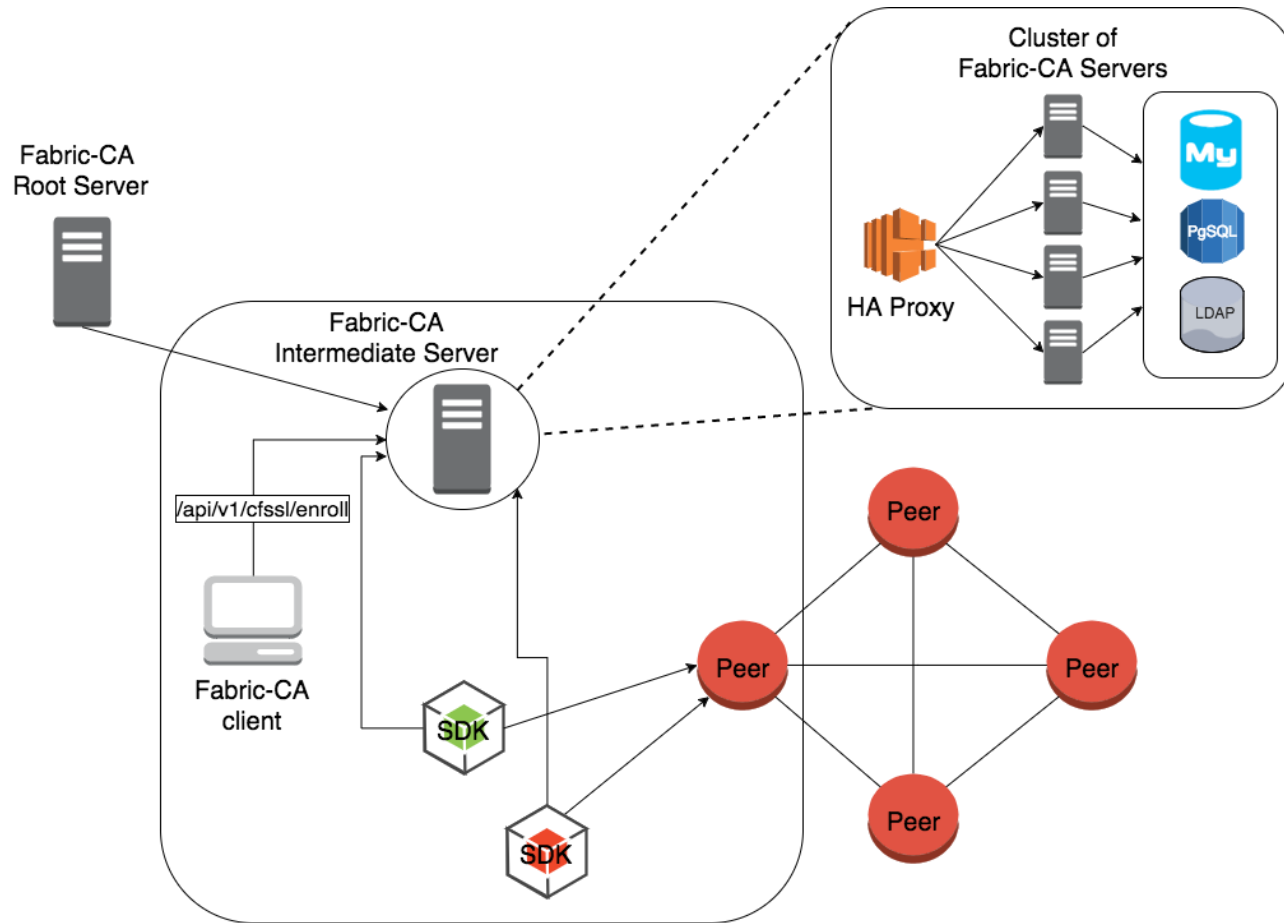 Cluster of
Fabric-CA Servers
My
PgSQL
LDAP
HA Proxy
Fabric-CA
Root Server
Fabric-CA
Intermediate Server
/api/v1/cfssl/enroll
Fabric-CA
client
SDK
SDK
Peer
Peer
Peer
Peer